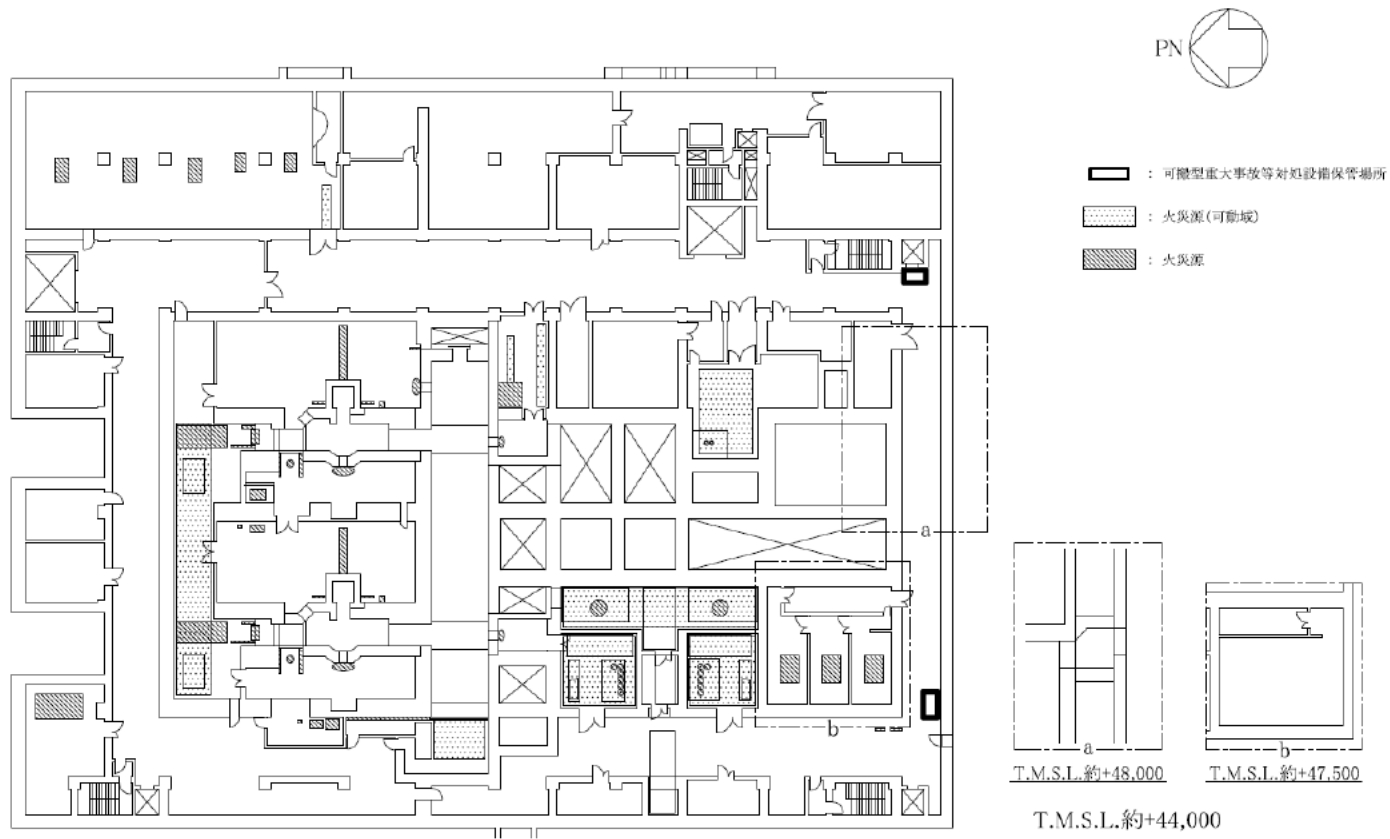 PN
： 可搬型重大事故等対処設備保管場所
： 火災源(可動域)
： 火災源
a
b
a
T.M.S.L.約+48,000
b
T.M.S.L.約+47,500
T.M.S.L.約+44,000